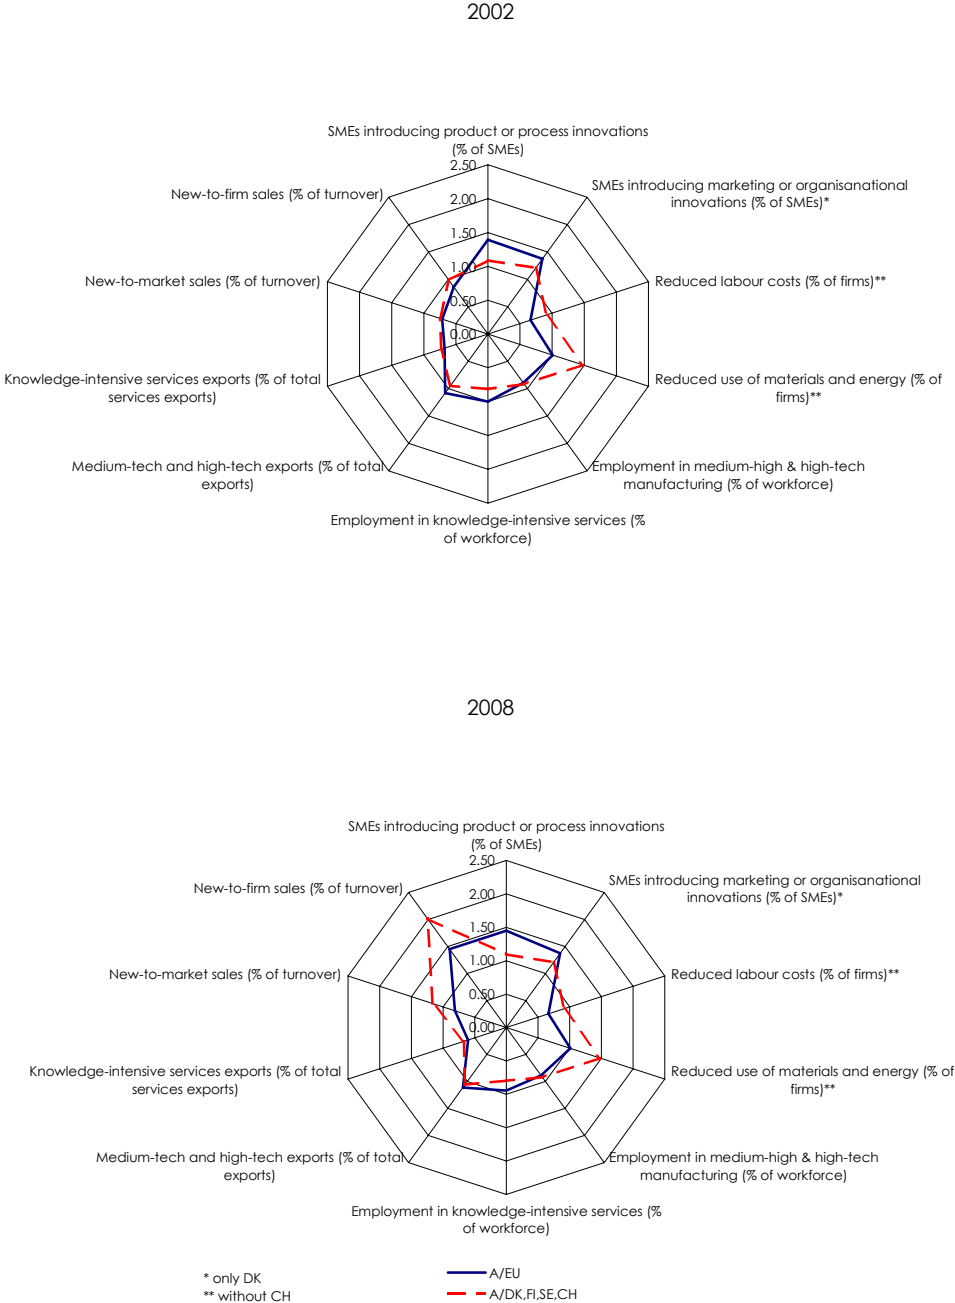 2002
SMEs introducing product or process innovations
(% of SMEs)
2.50
New-to-firm sales (% of turnover)
SMEs introducing marketing or organisanational
innovations (% of SMEs)*
2.00
1.50
1.00
New-to-market sales (% of turnover)
Reduced labour costs (% of firms)**
0.50
0.00
Knowledge-intensive services exports (% of total
services exports)
Reduced use of materials and energy (% of
firms)**
Medium-tech and high-tech exports (% of total
exports)
Employment in medium-high & high-tech
manufacturing (% of workforce)
Employment in knowledge-intensive services (%
of workforce)
2008
SMEs introducing product or process innovations
(% of SMEs)
2.50
New-to-firm sales (% of turnover)
SMEs introducing marketing or organisanational
innovations (% of SMEs)*
2.00
1.50
1.00
New-to-market sales (% of turnover)
Reduced labour costs (% of firms)**
0.50
0.00
Knowledge-intensive services exports (% of total
services exports)
Reduced use of materials and energy (% of
firms)**
Medium-tech and high-tech exports (% of total
exports)
Employment in medium-high & high-tech
manufacturing (% of workforce)
Employment in knowledge-intensive services (%
of workforce)
* only DK
** without CH
A/EU
A/DK,FI,SE,CH